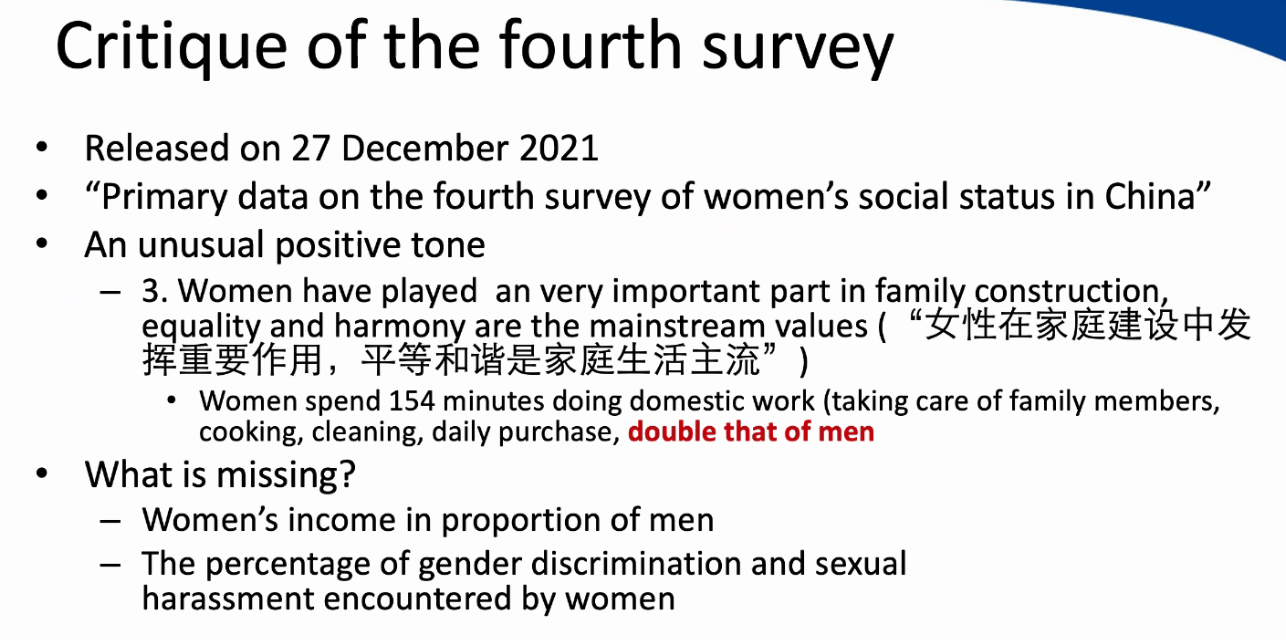 Critique of the fourth survey
• Released on 27 December 2021
• “Primary data on the fourth survey of women’s social status in China”
• An unusual positive tone
– 3. Women have played an very important part in family construction,
equality and harmony are the mainstream values (“女性在家庭建设中发
挥重要作用，平等和谐是家庭生活主流”)
• Women spend 154 minutes doing domestic work (taking care of family members,
cooking, cleaning, daily purchase, double that of men
• What is missing?
– Women’s income in proportion of men
– The percentage of gender discrimination and sexual
harassment encountered by women